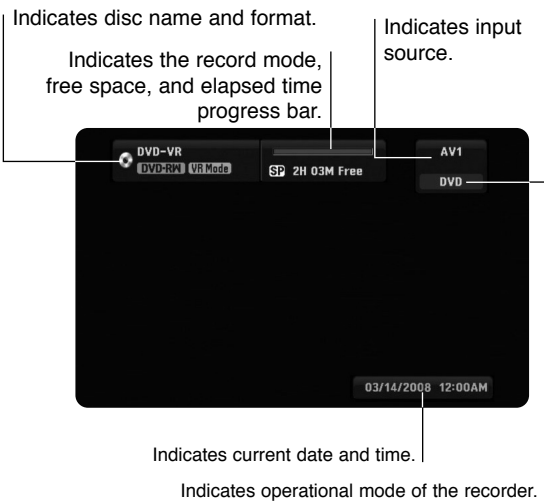 Indicates disc name and format.
Indicates input
source.
Indicates the record mode,
free space, and elapsed time
progress bar.
DVD-VR
DVD-RW VR Mode
SP 2H 03M Free
AV1
DVD
03/14/2008 12:00AM
Indicates current date and time.
Indicates operational mode of the recorder.